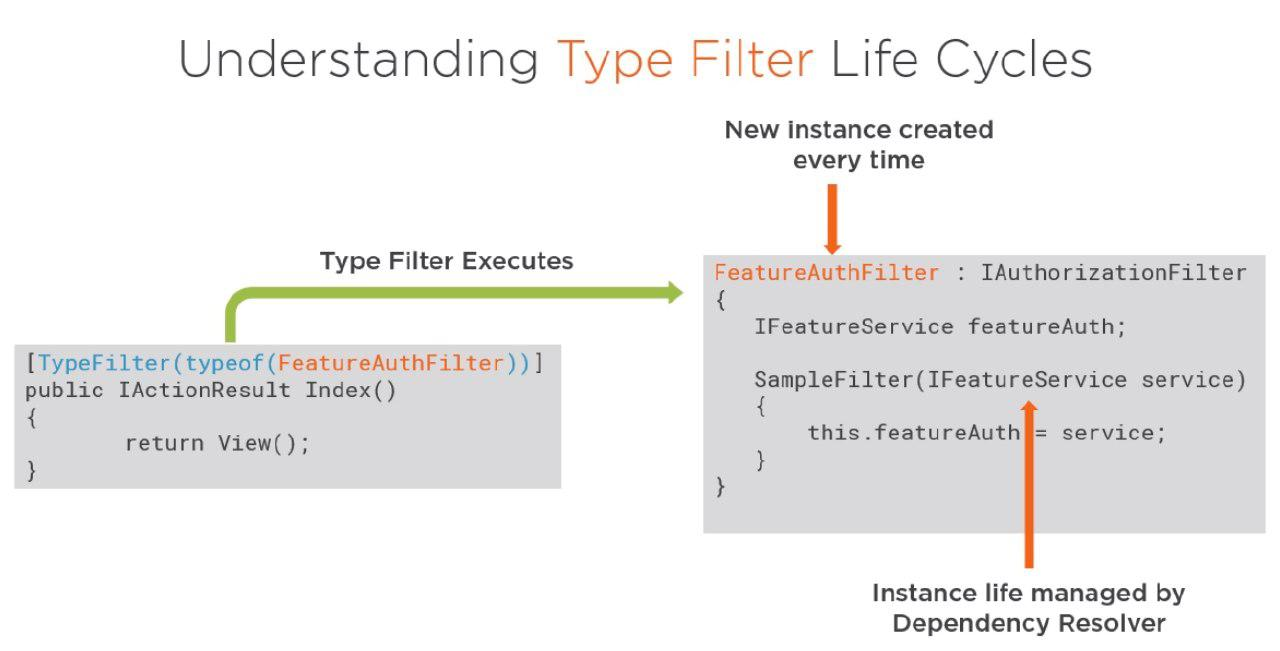 Understanding Type Filter Life Cycles
New instance created
every time
Type Filter Executes
[TypeFilter(typeof(FeatureAuthFilter))]
public IActionResult Index()
{
return View();
}
FeatureAuthFilter : IAuthorizationFilter
{
IFeatureService featureAuth;
SampleFilter(IFeatureService service)
{
this.featureAuth = service;
}
}
Instance life managed by
Dependency Resolver